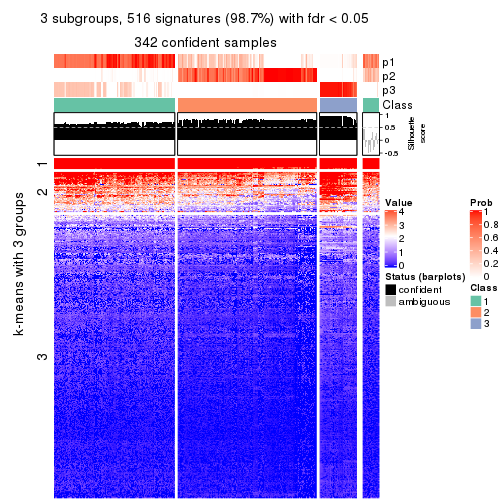 3 subgroups, 516 signatures (98.7%) with fdr < 0.05
342 confident samples
p1
p2
p3
Class
1
0.5
0
-0.5
Silhouette
score
k-means with 3 groups
1
2
3
Value
4
3
2
1
0
Status (barplots)
confident
ambiguous
Prob
1
0.8
0.6
0.4
0.2
0
Class
1
2
3